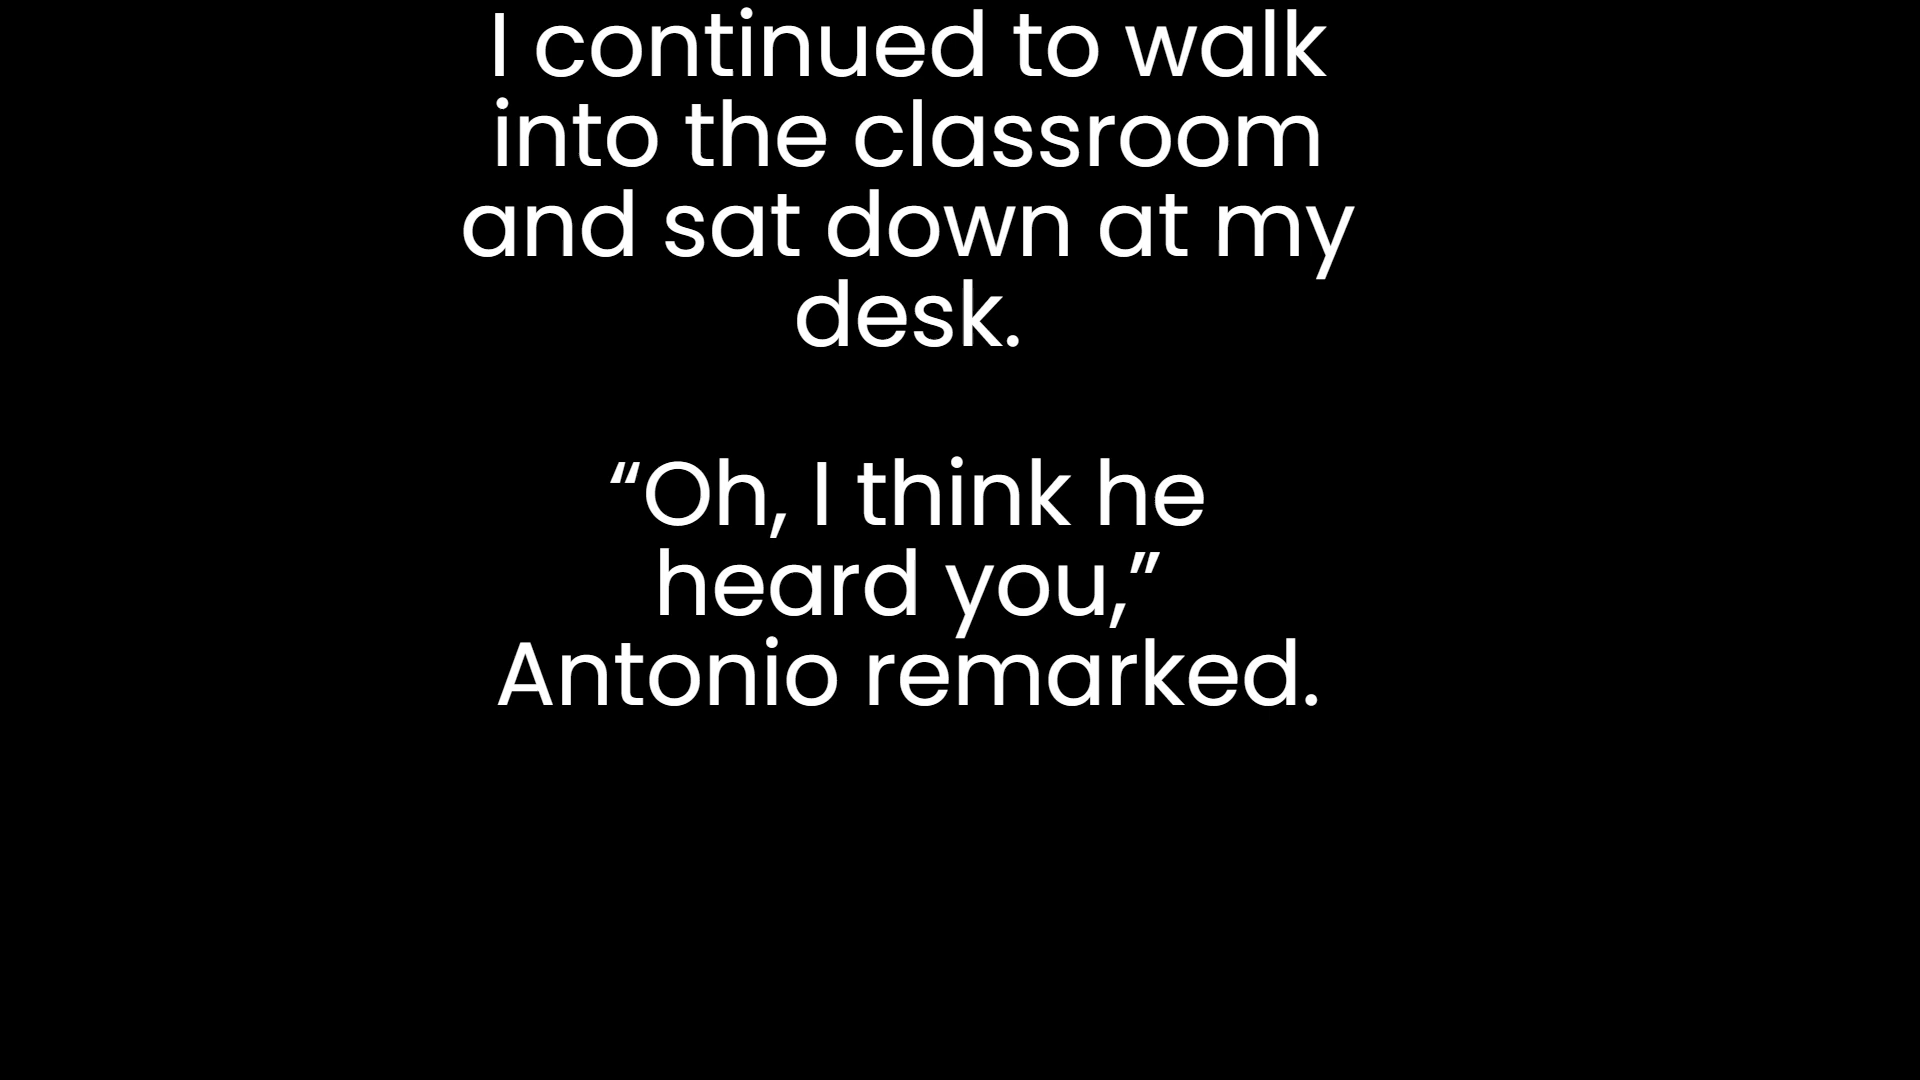 I continued to walk
into the classroom
and sat down at my
desk.
“Oh, I think he
heard you,”
Antonio remarked.